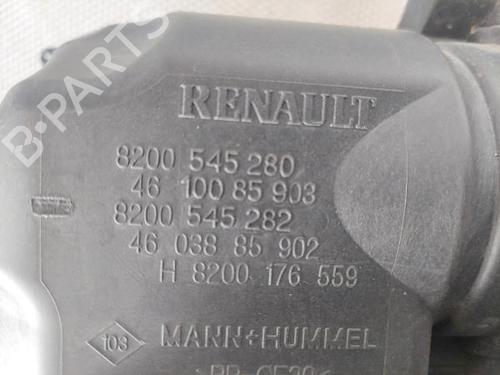 B-PARTS
RENAULT
8200 545 280
46 100 85 903
8200 545 282
46 038 85 902
H 8200 176 559
103 MANN+HUMMEL